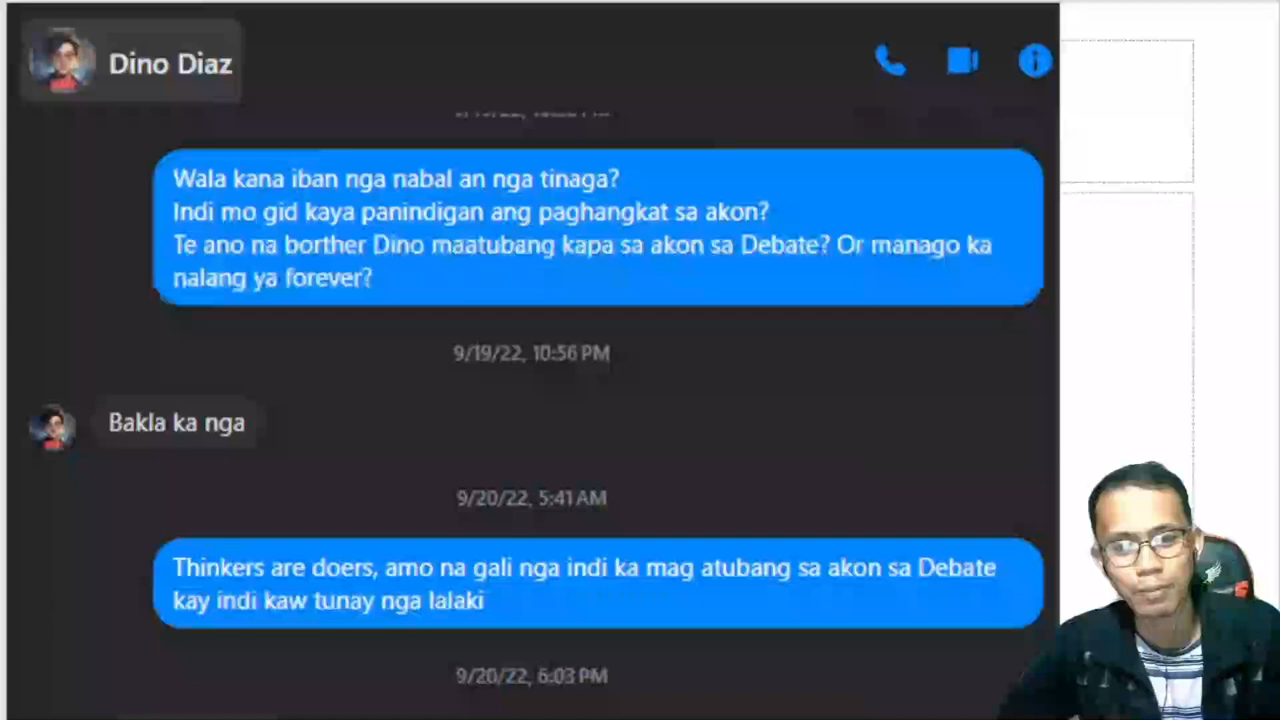 Dino Diaz
Wala kana iban nga nabal an nga tinaga?
Indi mo gid kaya panindigan ang paghangkat sa akon?
Te ano na borther Dino maatubang kapa sa akon sa Debate? Or manago ka
nalang ya forever?
9/19/22, 10:56 PM
Bakla ka nga
9/20/22, 5:41 AM
Thinkers are doers, amo na gali nga indi ka mag atubang sa akon sa Debate
kay indi kaw tunay nga lalaki
9/20/22, 6:03 PM